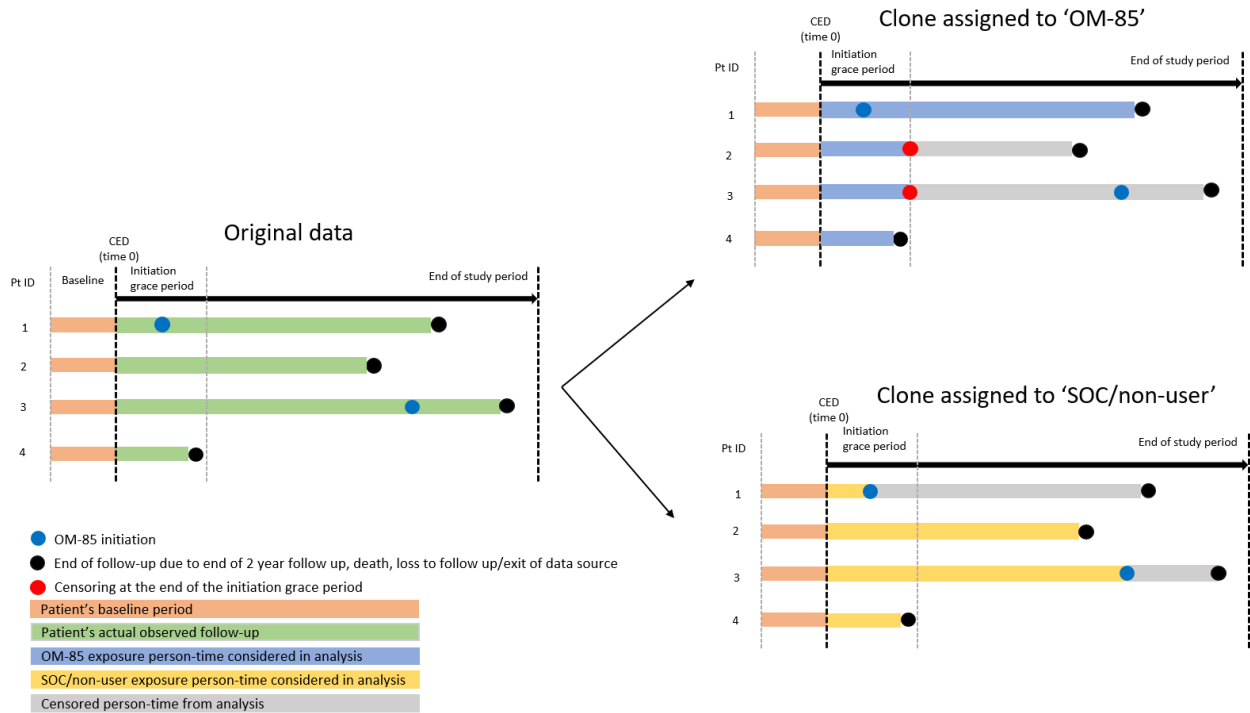 Clone assigned to ‘OM-85’
CED
(time 0)
Initiation
grace period
End of study period
Pt ID
1
2
3
4
Original data
CED
(time 0)
Pt ID
Baseline
Initiation
grace period
End of study period
1
2
3
4
Clone assigned to ‘SOC/non-user’
CED
(time 0)
Initiation
grace period
End of study period
Pt ID
1
2
3
4
OM-85 initiation
End of follow-up due to end of 2 year follow up, death, loss to follow up/exit of data source
Censoring at the end of the initiation grace period
Patient’s baseline period
Patient’s actual observed follow-up
OM-85 exposure person-time considered in analysis
SOC/non-user exposure person-time considered in analysis
Censored person-time from analysis